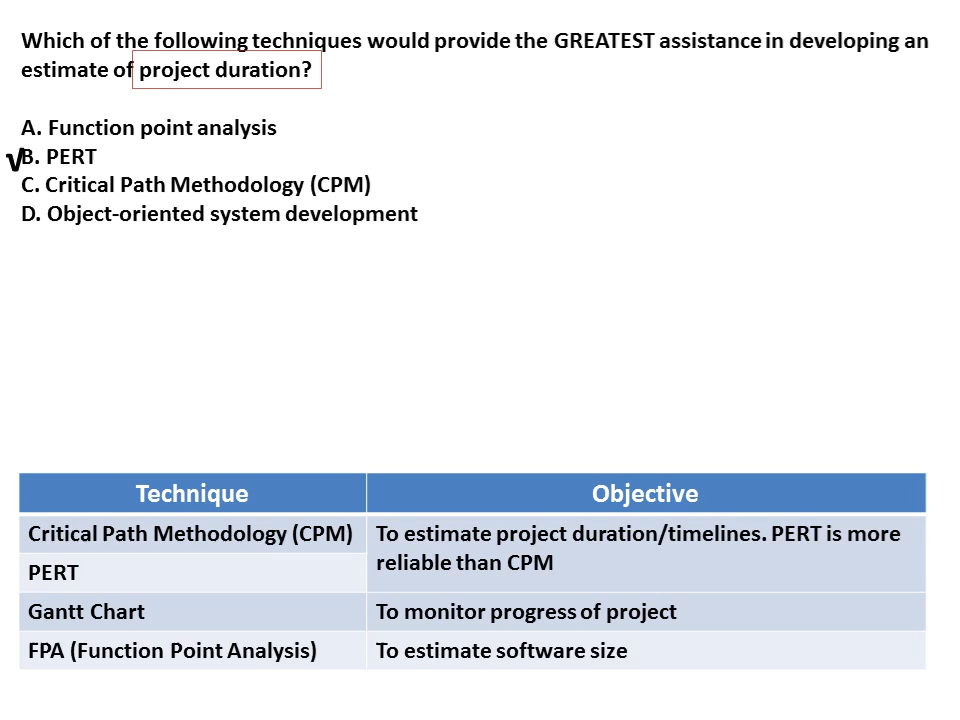 Which of the following techniques would provide the GREATEST assistance in developing an
estimate of project duration?
A. Function point analysis
√B. PERT
C. Critical Path Methodology (CPM)
D. Object-oriented system development
Technique Objective
Critical Path Methodology (CPM) To estimate project duration/timelines. PERT is more
reliable than CPM
PERT
Gantt Chart To monitor progress of project
FPA (Function Point Analysis) To estimate software size